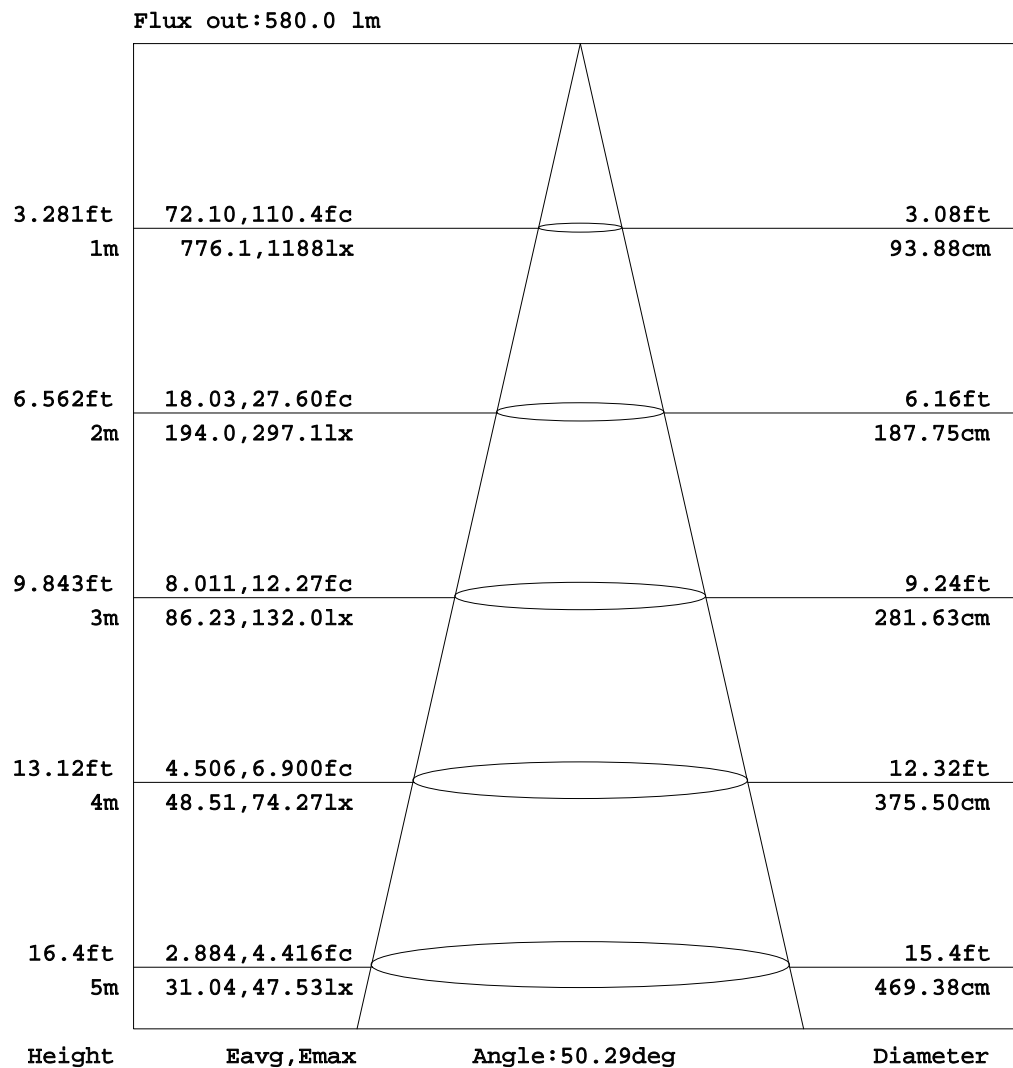 Flux out:580.0 lm
3.281ft 72.10,110.4fc 3.08ft
1m 776.1,1188lx 93.88cm
6.562ft 18.03,27.60fc 6.16ft
2m 194.0,297.1lx 187.75cm
9.843ft 8.011,12.27fc 9.24ft
3m 86.23,132.0lx 281.63cm
13.12ft 4.506,6.900fc 12.32ft
4m 48.51,74.27lx 375.50cm
16.4ft 2.884,4.416fc 15.4ft
5m 31.04,47.53lx 469.38cm
Height Eavg,Emax Angle:50.29deg Diameter